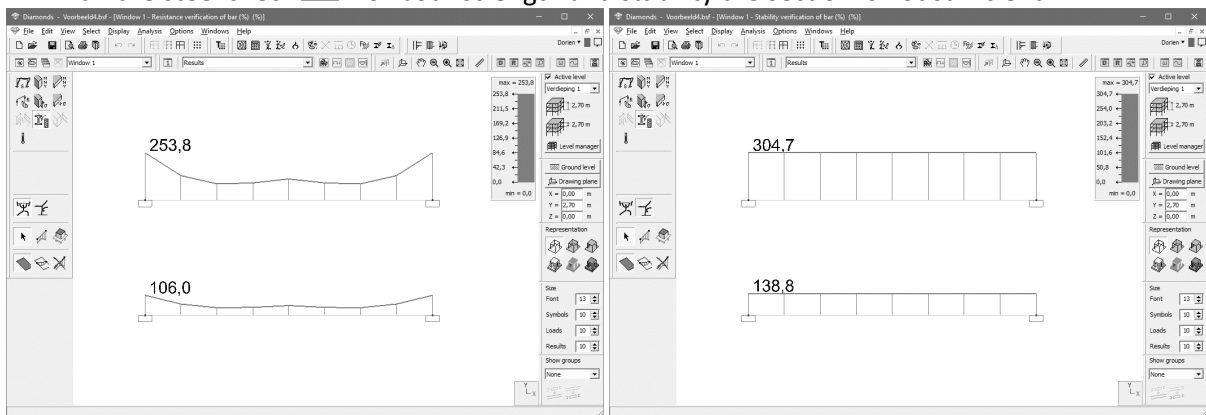 Diamonds - Voorbeeld4.bsf - [Window 1 - Resistance verification of bar (%) (%)]
File Edit View Select Display Analysis Options Windows Help
Dorien
Window 1
Results
max = 253,8
253,8
211,5
169,2
126,9
84,6
42,3
0,0
min = 0,0
253,8
106,0
Active level
Verdieping 1
2,70 m
2,70 m
Level manager
Ground level
Drawing plane
X = 0,00 m
Y = 2,70 m
Z = 0,00 m
Representation
Size
Font 13
Symbols 10
Loads 10
Results 10
Show groups
None
Y
X
Diamonds - Voorbeeld4.bsf - [Window 1 - Stability verification of bar (%) (%)]
File Edit View Select Display Analysis Options Windows Help
Dorien
Window 1
Results
max = 304,7
304,7
254,0
203,2
152,4
101,6
50,8
0,0
min = 0,0
304,7
138,8
Active level
Verdieping 1
2,70 m
2,70 m
Level manager
Ground level
Drawing plane
X = 0,00 m
Y = 2,70 m
Z = 0,00 m
Representation
Size
Font 13
Symbols 10
Loads 10
Results 10
Show groups
None
Y
X